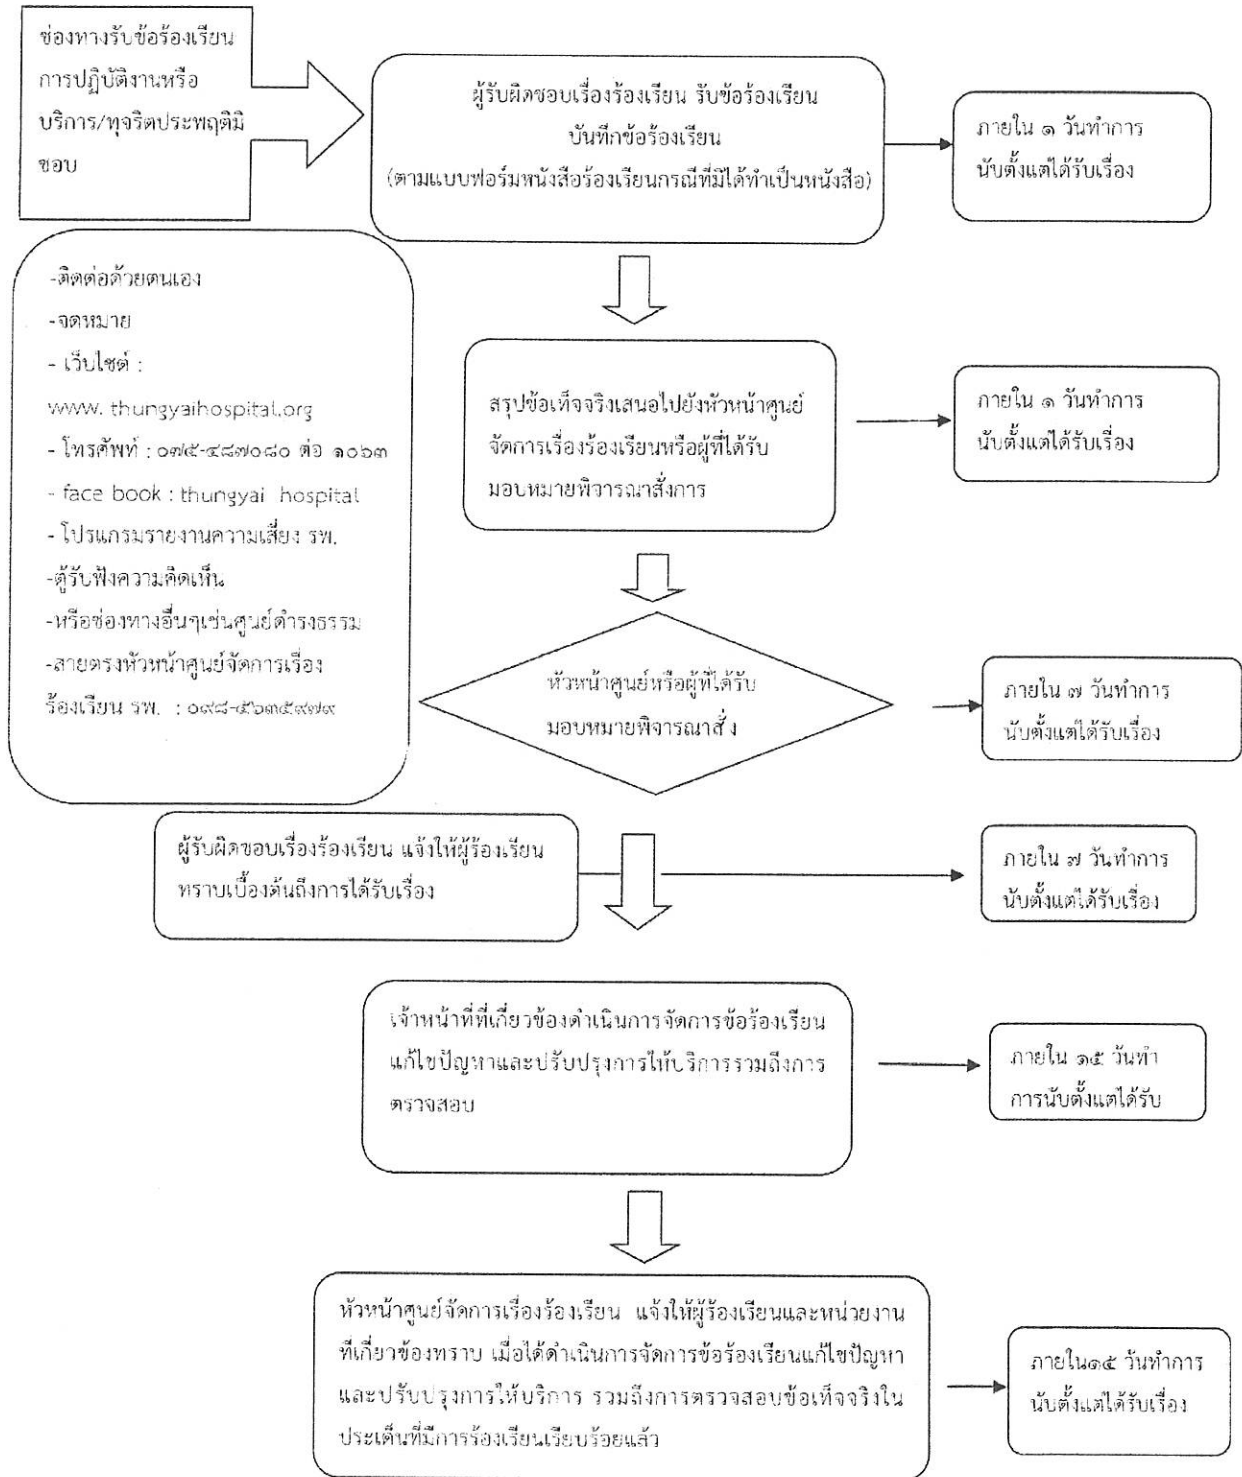 ช่องทางรับข้อร้องเรียน
การปฏิบัติงานหรือ
บริการ/ทุจริตประพฤติมิ
ชอบ
ผู้รับผิดชอบเรื่องร้องเรียน รับข้อร้องเรียน
บันทึกข้อร้องเรียน
(ตามแบบฟอร์มหนังสือร้องเรียนกรณีที่มิได้ทำเป็นหนังสือ)
ภายใน ๑ วันทำการ
นับตั้งแต่ได้รับเรื่อง
-ติดต่อด้วยตนเอง
-จดหมาย
- เว็บไซต์ :
www. thungyaihospital.org
- โทรศัพท์ : ๐๗๕-๔๘๗๐๘๐ ต่อ ๑๐๖๓
- face book : thungyai hospital
- โปรแกรมรายงานความเสี่ยง รพ.
-ตู้รับฟังความคิดเห็น
-หรือช่องทางอื่นๆเช่นศูนย์ดำรงธรรม
-สายตรงหัวหน้าศูนย์จัดการเรื่อง
ร้องเรียน รพ. : ๐๙๘-๕๖๓๕๙๗๙
สรุปข้อเท็จจริงเสนอไปยังหัวหน้าศูนย์
จัดการเรื่องร้องเรียนหรือผู้ที่ได้รับ
มอบหมายพิจารณาสั่งการ
ภายใน ๑ วันทำการ
นับตั้งแต่ได้รับเรื่อง
หัวหน้าศูนย์หรือผู้ที่ได้รับ
มอบหมายพิจารณาสั่ง
ภายใน ๗ วันทำการ
นับตั้งแต่ได้รับเรื่อง
ผู้รับผิดชอบเรื่องร้องเรียน แจ้งให้ผู้ร้องเรียน
ทราบเบื้องต้นถึงการได้รับเรื่อง
ภายใน ๗ วันทำการ
นับตั้งแต่ได้รับเรื่อง
เจ้าหน้าที่ที่เกี่ยวข้องดำเนินการจัดการข้อร้องเรียน
แก้ไขปัญหาและปรับปรุงการให้บริการรวมถึงการ
ตรวจสอบ
ภายใน ๑๕ วันทำ
การนับตั้งแต่ได้รับ
หัวหน้าศูนย์จัดการเรื่องร้องเรียน แจ้งให้ผู้ร้องเรียนและหน่วยงาน
ที่เกี่ยวข้องทราบ เมื่อได้ดำเนินการจัดการข้อร้องเรียนแก้ไขปัญหา
และปรับปรุงการให้บริการ รวมถึงการตรวจสอบข้อเท็จจริงใน
ประเด็นที่มีการร้องเรียนเรียบร้อยแล้ว
ภายใน๑๕ วันทำการ
นับตั้งแต่ได้รับเรื่อง